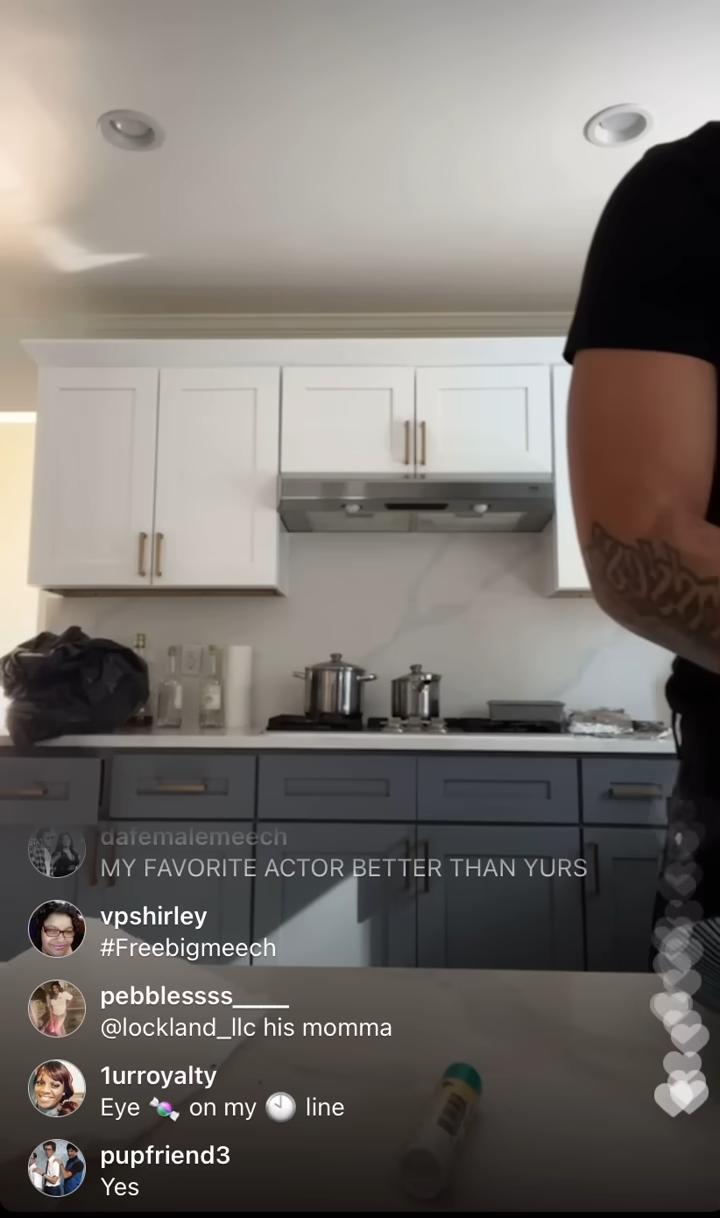 dafemalemeech
MY FAVORITE ACTOR BETTER THAN YURS
vpshirley
#Freebigmeech
pebblessss_____
@lockland_llc his momma
1urroyalty
Eye 🍬 on my 🕙 line
pupfriend3
Yes